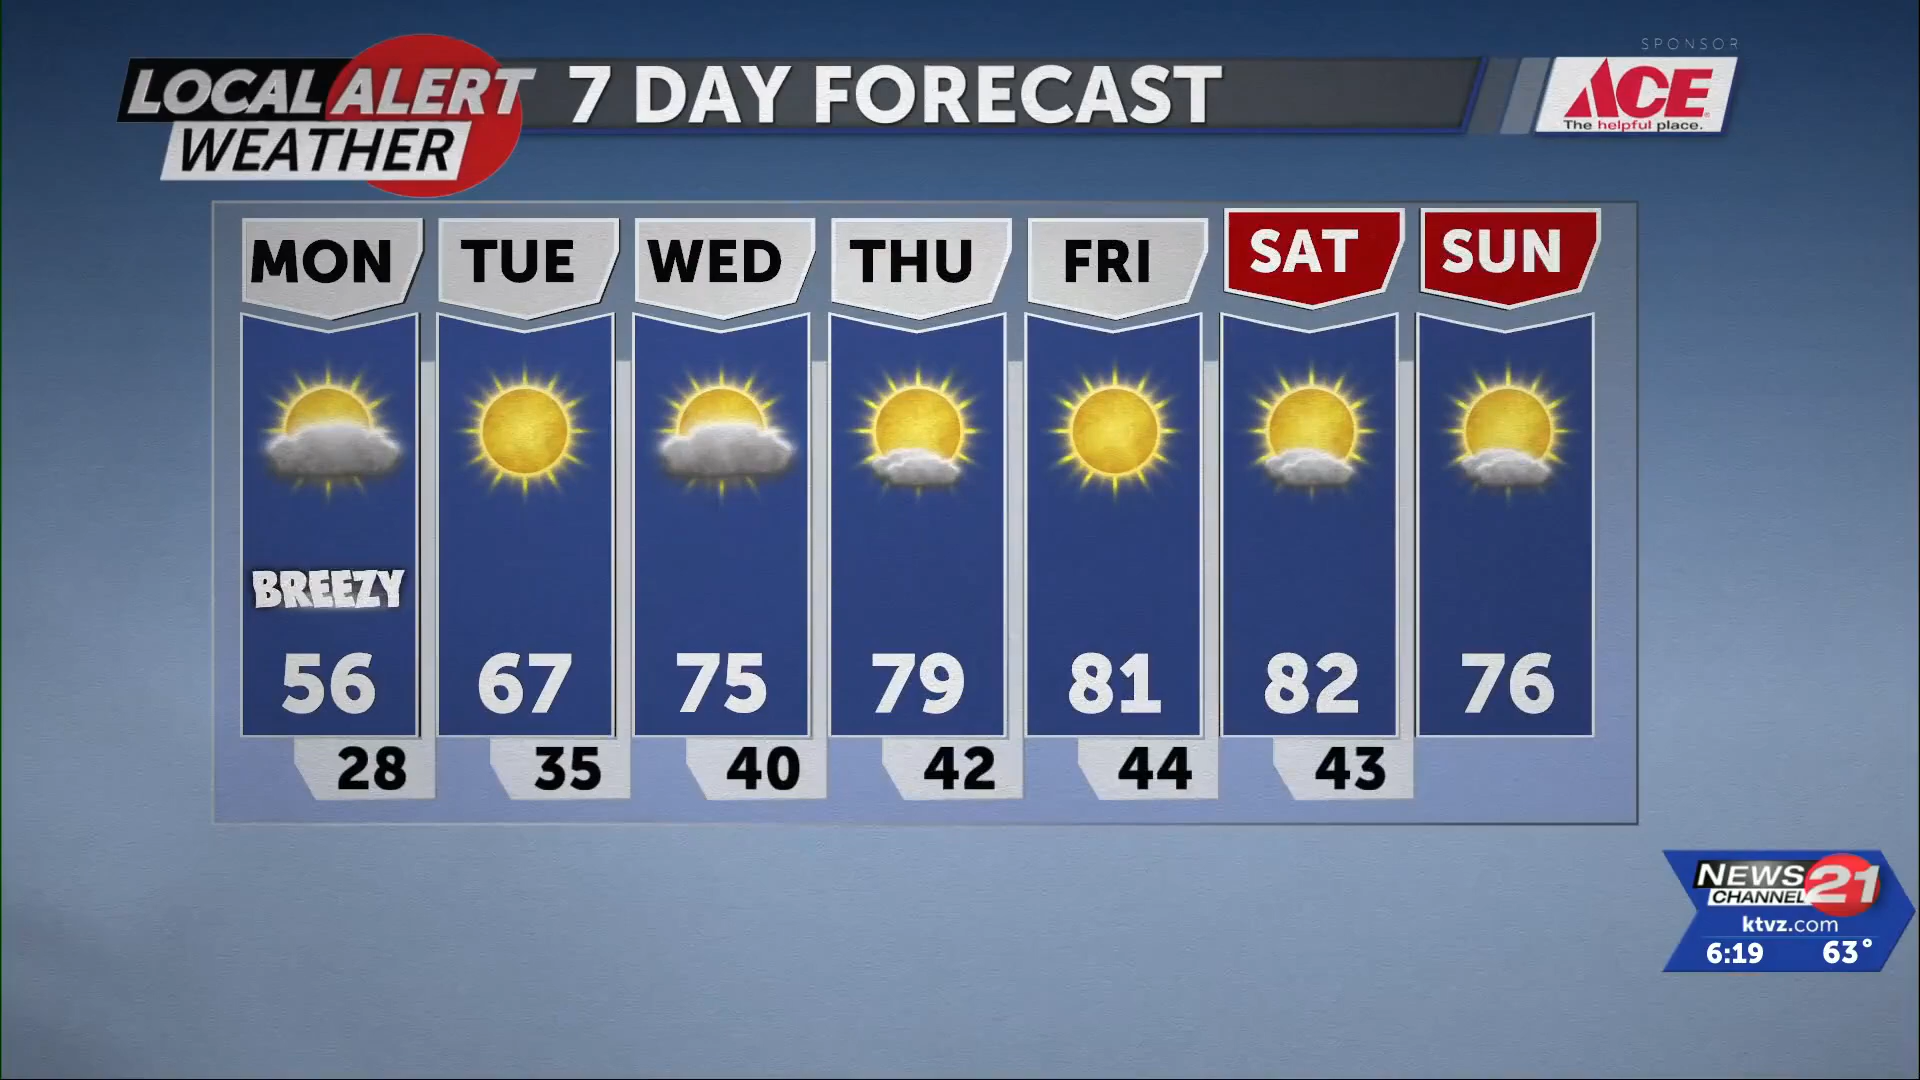 SPONSOR
LOCAL ALERT
WEATHER
7 DAY FORECAST
ACE
The helpful place.
MON TUE WED THU FRI SAT SUN
BREEZY
56 67 75 79 81 82 76
28 35 40 42 44 43
NEWS
CHANNEL 21
ktvz.com
6:19 63°